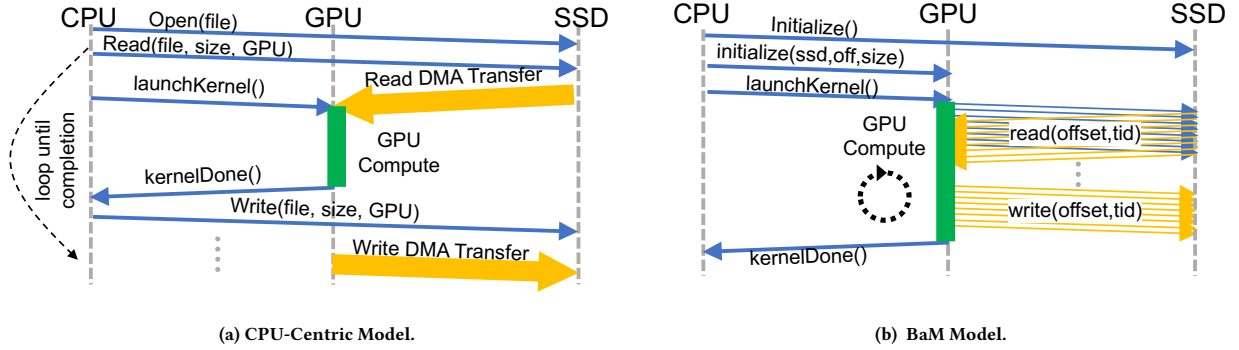 CPU GPU SSD
Open(file)
Read(file, size, GPU)
Read DMA Transfer
launchKernel()
GPU
Compute
loop until
completion
kernelDone()
Write(file, size, GPU)
Write DMA Transfer
(a) CPU-Centric Model.
CPU GPU SSD
Initialize()
initialize(ssd,off,size)
launchKernel()
GPU
Compute
read(offset,tid)
write(offset,tid)
kernelDone()
(b) BaM Model.